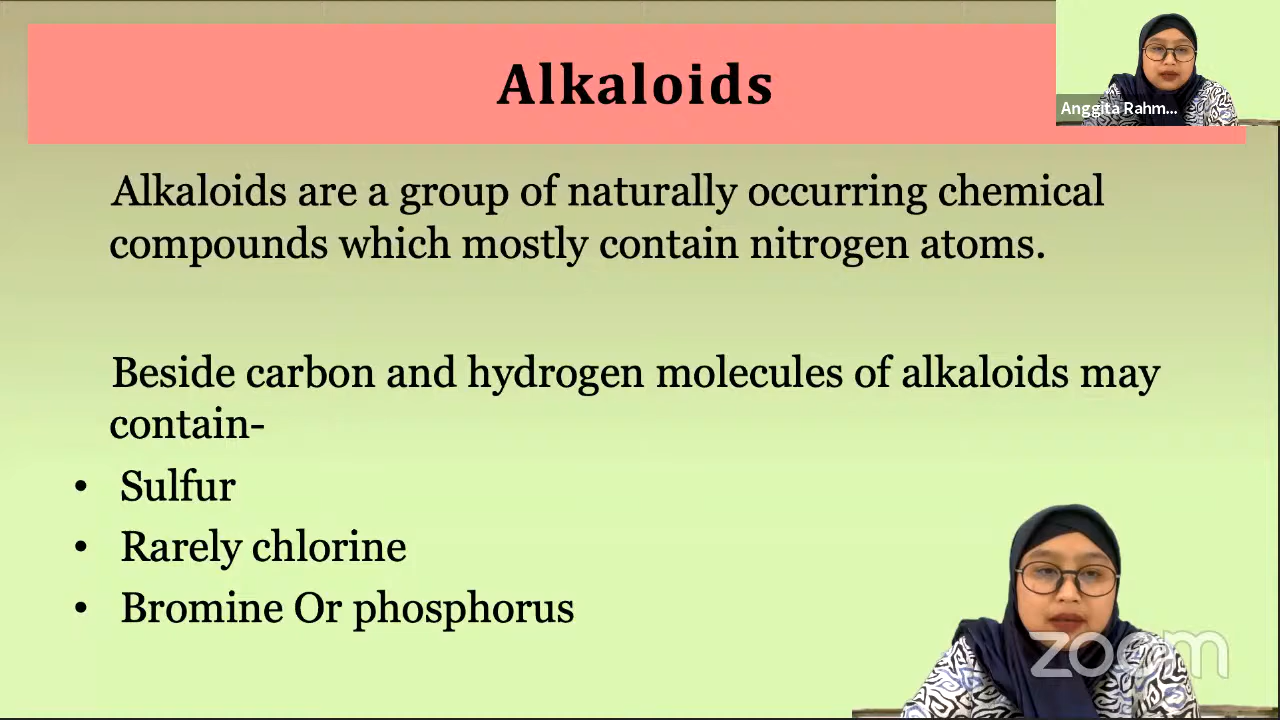 Alkaloids
Anggita Rahm...
Alkaloids are a group of naturally occurring chemical
compounds which mostly contain nitrogen atoms.
Beside carbon and hydrogen molecules of alkaloids may
contain-
• Sulfur
• Rarely chlorine
• Bromine Or phosphorus
zoom